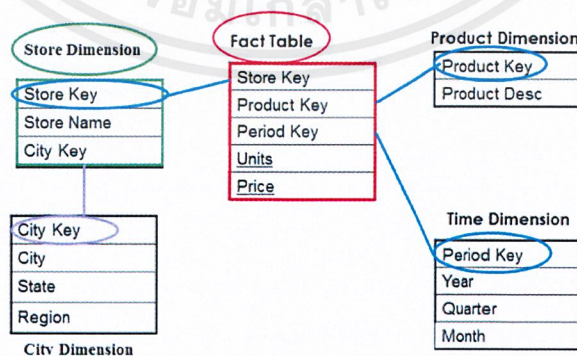 Store Dimension
Store Key
Store Name
City Key
Fact Table
Store Key
Product Key
Period Key
Units
Price
Product Dimension
Product Key
Product Desc
City Key
City
State
Region
City Dimension
Time Dimension
Period Key
Year
Quarter
Month